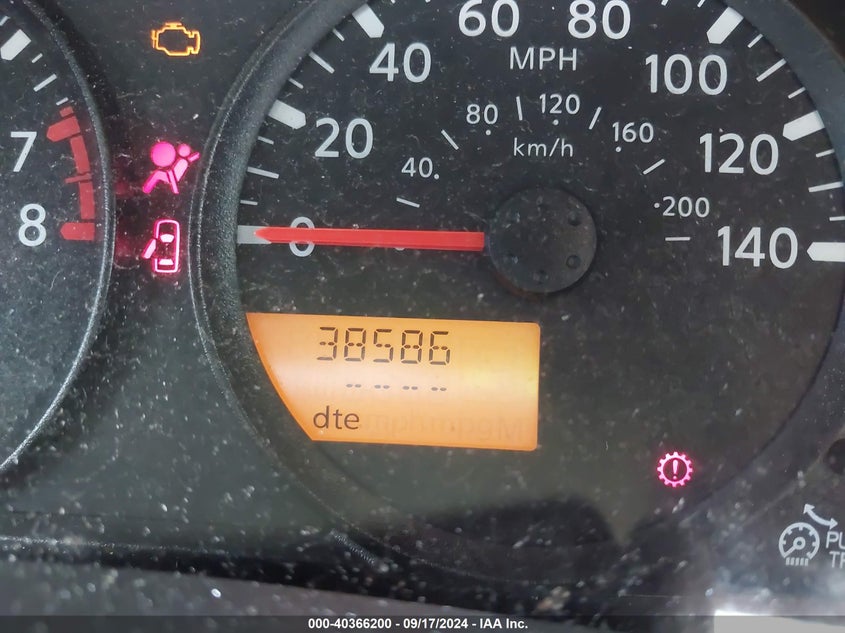 60 80
40 MPH 100
80 120
7 20 km/h 160 120
40
8 0 200 140
38586
-- -- -- --
dte
000-40366200 - 09/17/2024 - IAA Inc.